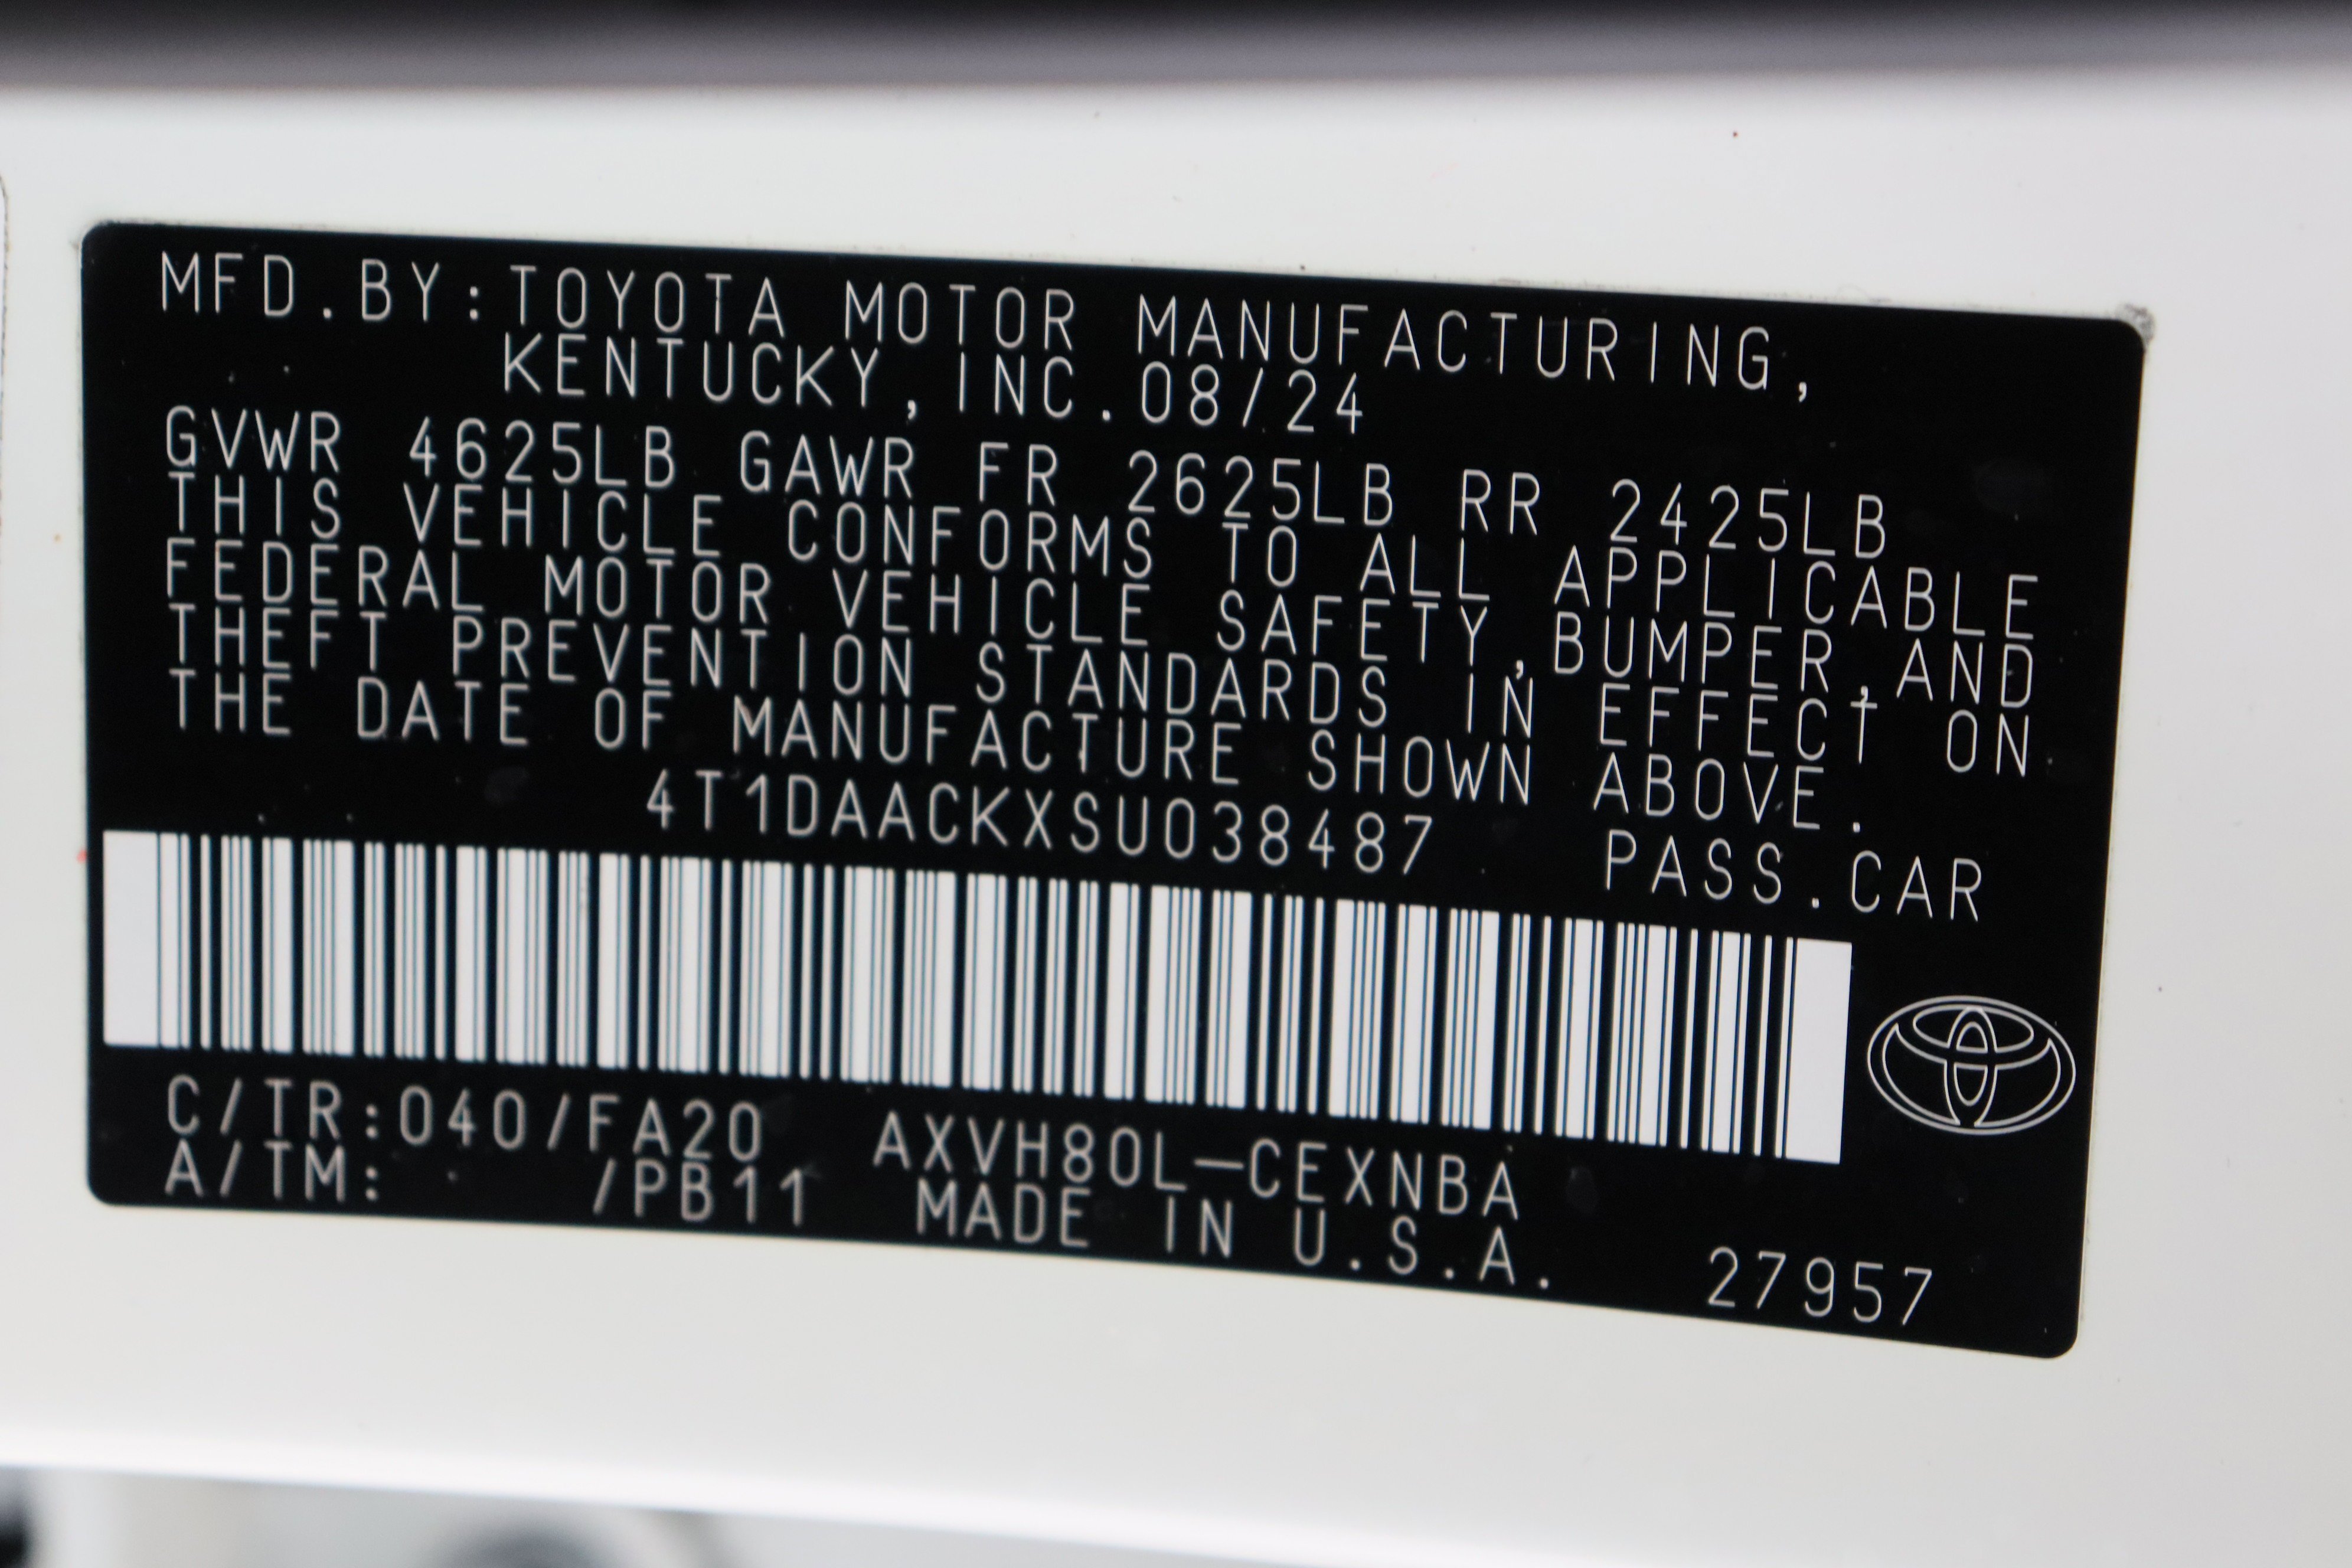 MFD.BY:TOYOTA MOTOR MANUFACTURING,
KENTUCKY,INC.08/24
GVWR 4625LB GAWR FR 2625LB RR 2425LB
THIS VEHICLE CONFORMS TO ALL APPLICABLE
FEDERAL MOTOR VEHICLE SAFETY,BUMPER,AND
THEFT PREVENTION STANDARDS IN EFFECT ON
THE DATE OF MANUFACTURE SHOWN ABOVE.
4T1DAACKXSU038487 PASS.CAR
C/TR:040/FA20 AXVH80L-CEXNBA
A/TM: /PB11 MADE IN U.S.A. 27957